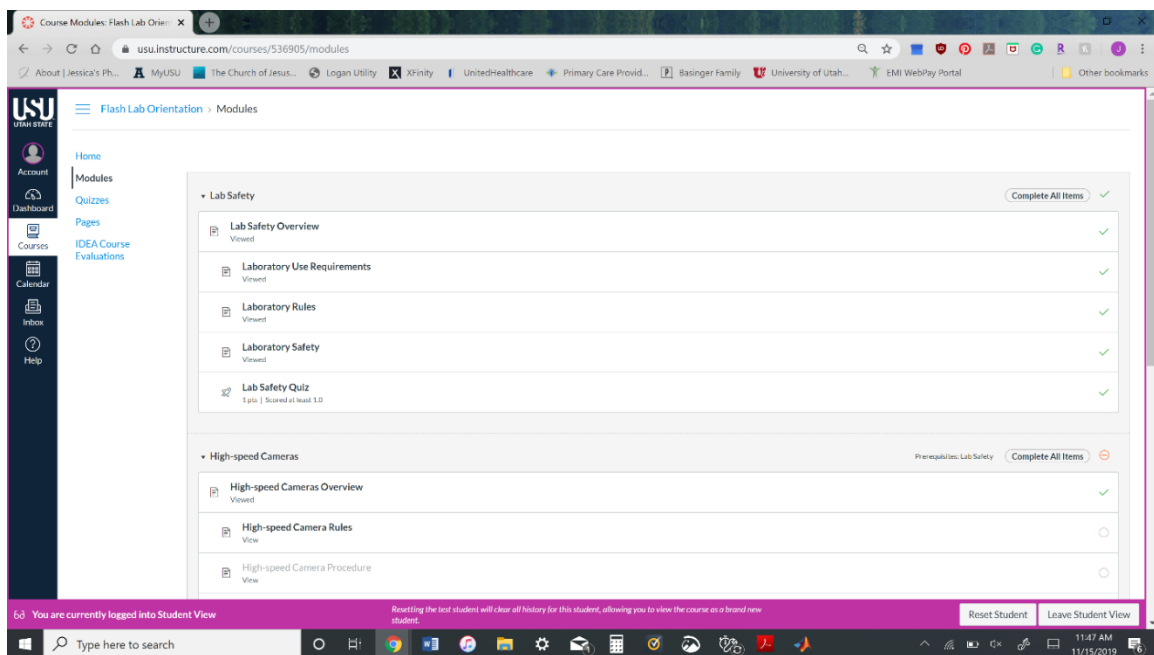 Course Modules: Flash Lab Orien
usu.instructure.com/courses/536905/modules
About | Jessica's Ph... MyUSU The Church of Jesus... Logan Utility XFinity UnitedHealthcare Primary Care Provid... Basinger Family University of Utah... EMI WebPay Portal Other bookmarks
USU
UTAH STATE
Flash Lab Orientation > Modules
Account
Dashboard
Courses
Calendar
Inbox
Help
Home
Modules
Quizzes
Pages
IDEA Course
Evaluations
Lab Safety Complete All Items
Lab Safety Overview
Viewed
Laboratory Use Requirements
Viewed
Laboratory Rules
Viewed
Laboratory Safety
Viewed
Lab Safety Quiz
1 pts | Scored at least 1.0
High-speed Cameras Prerequisites: Lab Safety Complete All Items
High-speed Cameras Overview
Viewed
High-speed Camera Rules
View
High-speed Camera Procedure
View
You are currently logged into Student View
Resetting the test student will clear all history for this student, allowing you to view the course as a brand new
student.
Reset Student Leave Student View
Type here to search
11:47 AM
11/15/2019